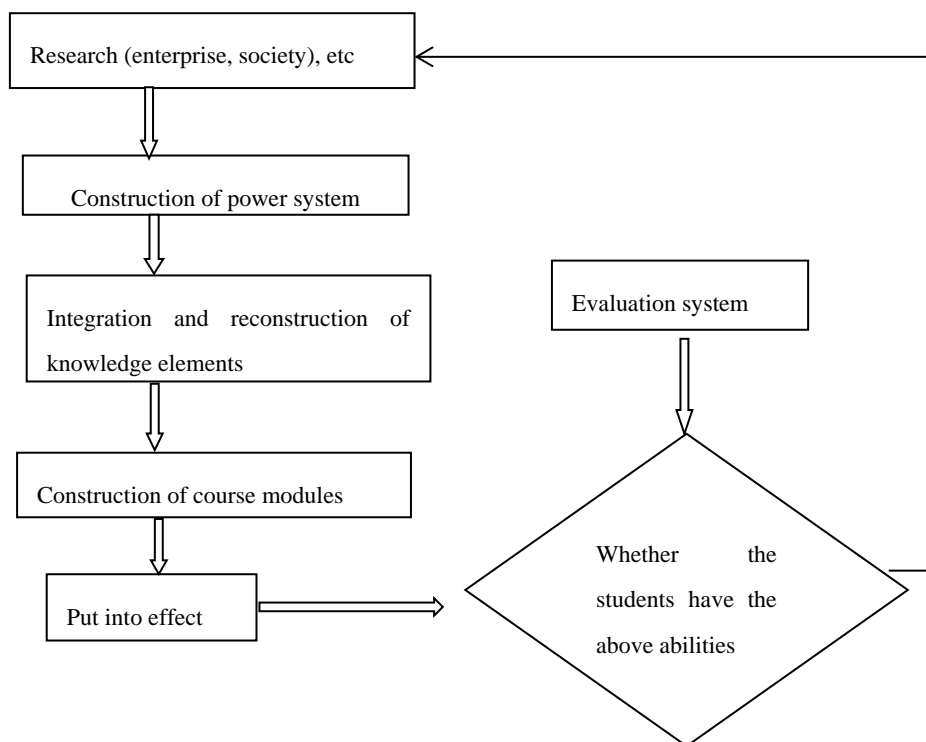 Research (enterprise, society), etc
Construction of power system
Integration and reconstruction of
knowledge elements
Construction of course modules
Put into effect
Evaluation system
Whether the
students have the
above abilities